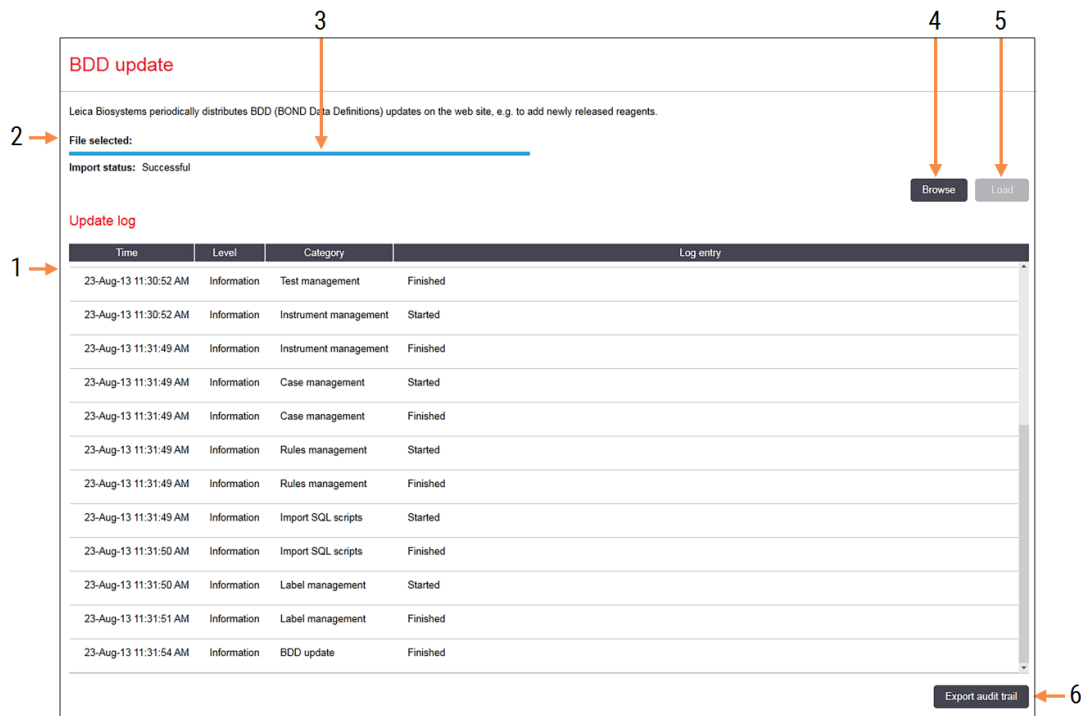 3 4 5
BDD update
Leica Biosystems periodically distributes BDD (BOND Data Definitions) updates on the web site, e.g. to add newly released reagents.
2
File selected:
Import status: Successful
Browse Load
Update log
Time Level Category Log entry
1
23-Aug-13 11:30:52 AM Information Test management Finished
23-Aug-13 11:30:52 AM Information Instrument management Started
23-Aug-13 11:31:49 AM Information Instrument management Finished
23-Aug-13 11:31:49 AM Information Case management Started
23-Aug-13 11:31:49 AM Information Case management Finished
23-Aug-13 11:31:49 AM Information Rules management Started
23-Aug-13 11:31:49 AM Information Rules management Finished
23-Aug-13 11:31:49 AM Information Import SQL scripts Started
23-Aug-13 11:31:50 AM Information Import SQL scripts Finished
23-Aug-13 11:31:50 AM Information Label management Started
23-Aug-13 11:31:51 AM Information Label management Finished
23-Aug-13 11:31:54 AM Information BDD update Finished
Export audit trail 6